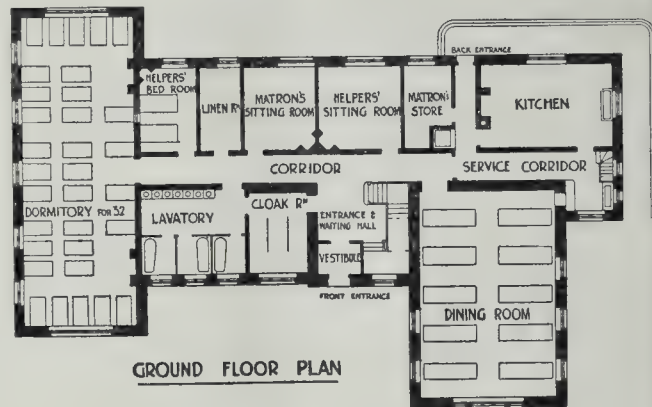 BACK ENTRANCE
HELPERS'
BED ROOM
LINEN RM
MATRON'S
SITTING ROOM
HELPERS'
SITTING ROOM
MATRON'S
STORE
KITCHEN
CORRIDOR
SERVICE CORRIDOR
DORMITORY FOR 32
LAVATORY
CLOAK RM
ENTRANCE &
WAITING HALL
VESTIBULE
FRONT ENTRANCE
DINING ROOM
GROUND FLOOR PLAN